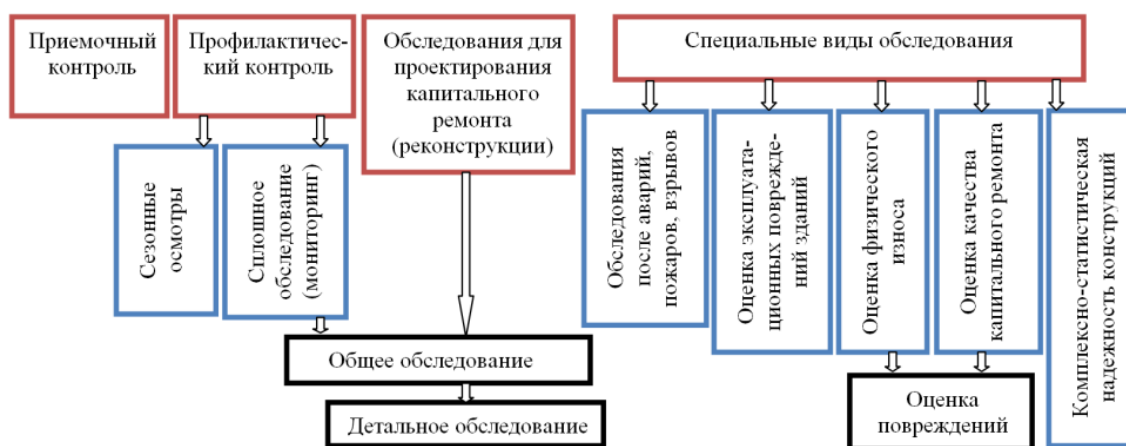 Приемочный
контроль
Профилактичес-
кий контроль
Обследования для
проектирования
капитального
ремонта
(реконструкции)
Специальные виды обследования
Сезонные
осмотры
Сплошное
обследование
(мониторинг)
Обследования
после аварий,
пожаров, взрывов
Оценка эксплуата-
ционных поврежде-
ний зданий
Оценка физического
износа
Оценка качества
капитального ремонта
Комплексно-статистическая
надежность конструкций
Общее обследование
Детальное обследование
Оценка
повреждений